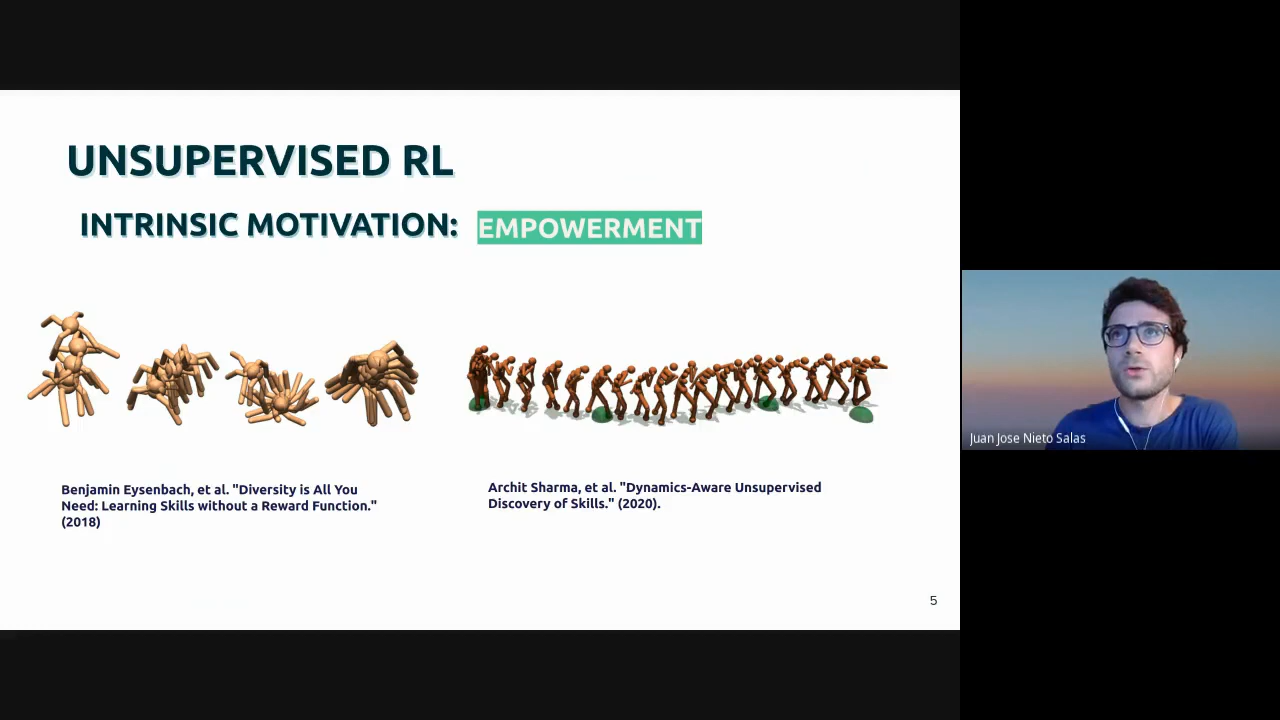 UNSUPERVISED RL
INTRINSIC MOTIVATION: EMPOWERMENT
Benjamin Eysenbach, et al. "Diversity is All You
Need: Learning Skills without a Reward Function."
(2018)
Archit Sharma, et al. "Dynamics-Aware Unsupervised
Discovery of Skills." (2020).
5
Juan Jose Nieto Salas